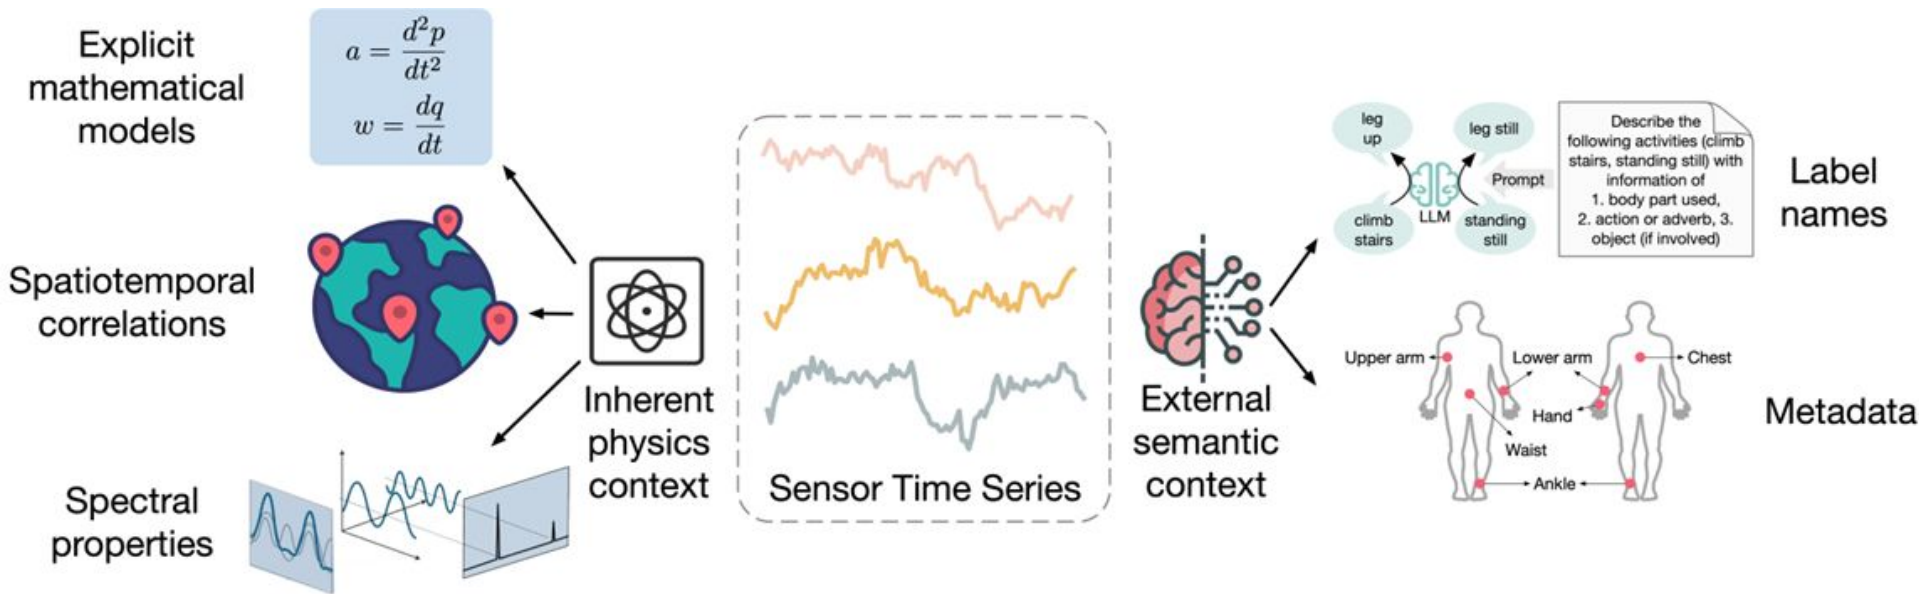 Explicit
mathematical
models
a = d²p/dt²
w = dq/dt
Spatiotemporal
correlations
Spectral
properties
Inherent
physics
context
Sensor Time Series
External
semantic
context
leg
up
leg still
climb
stairs
LLM
standing
still
Prompt
Describe the
following activities (climb
stairs, standing still) with
information of
1. body part used,
2. action or adverb, 3.
object (if involved)
Label
names
Upper arm
Lower arm
Chest
Hand
Waist
Ankle
Metadata